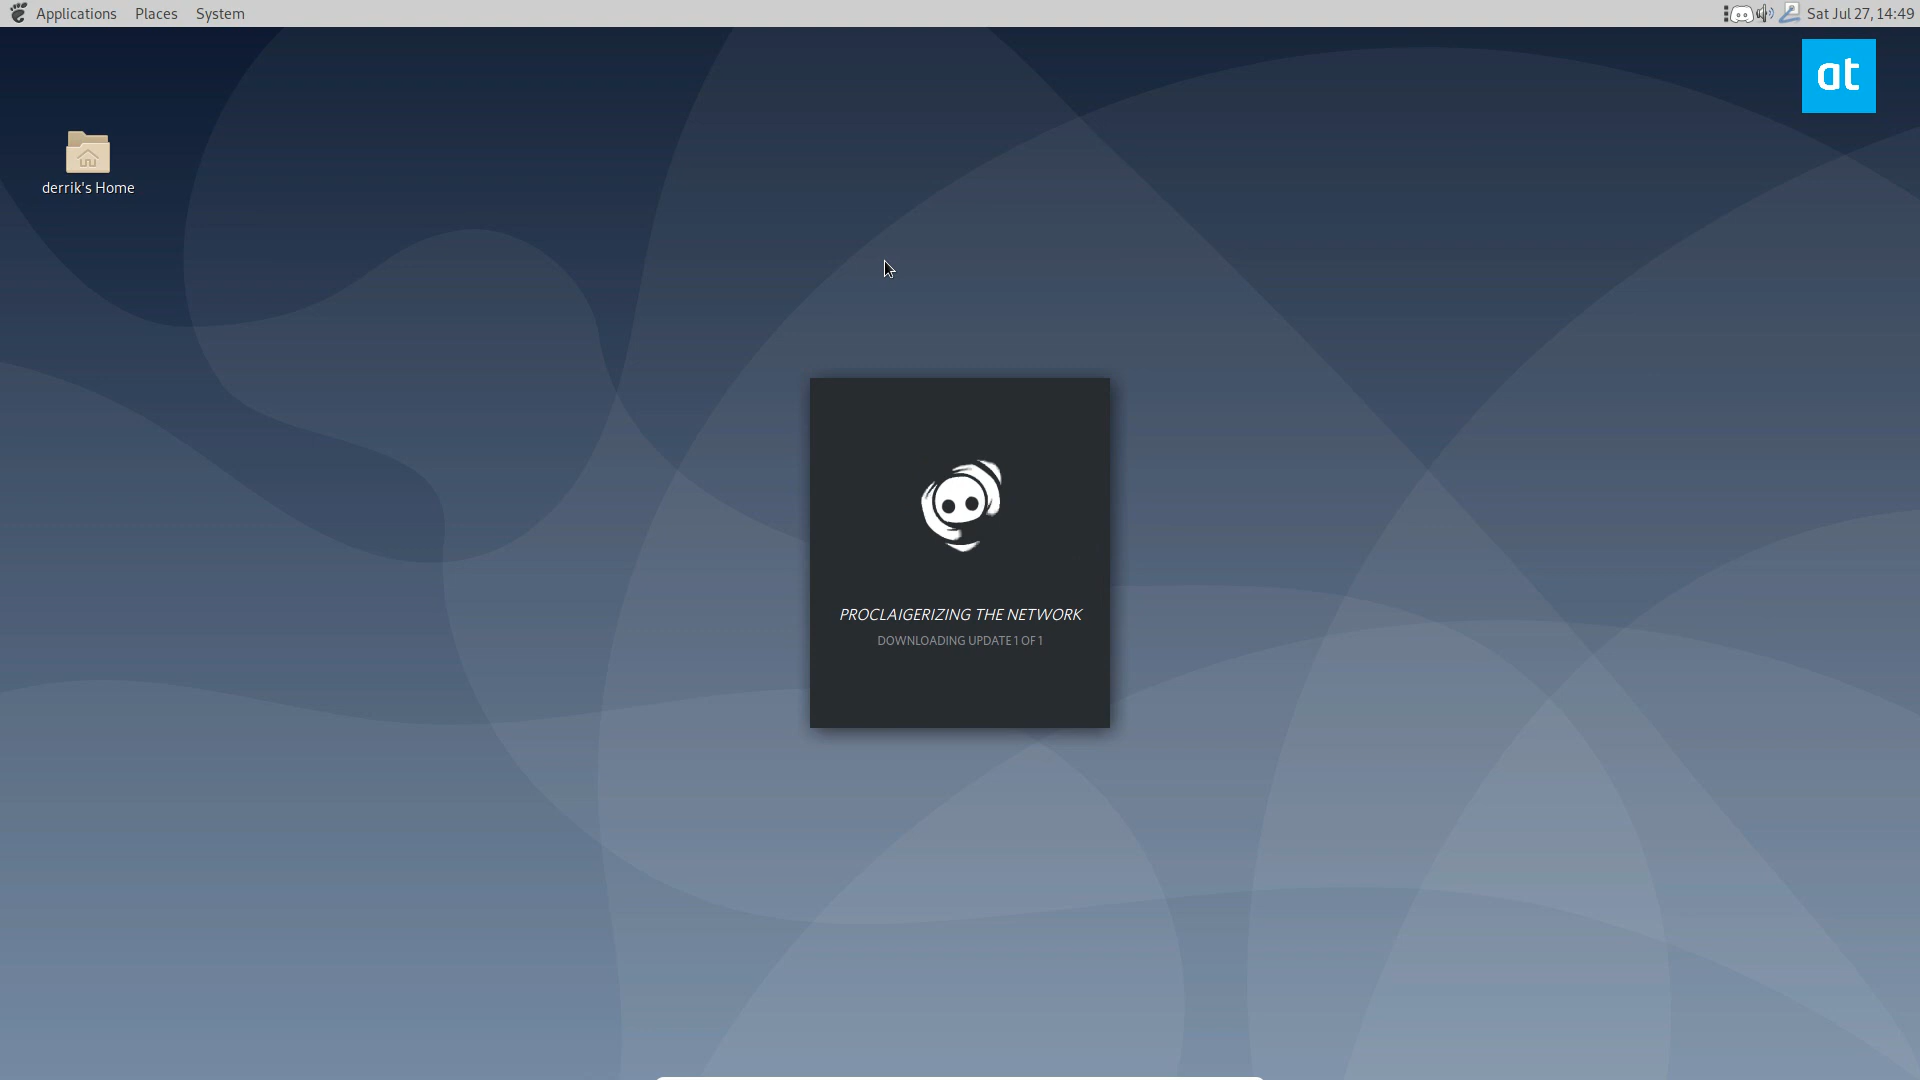 Applications Places System Sat Jul 27, 14:49
at
derrik's Home
PROCLAIGERIZING THE NETWORK
DOWNLOADING UPDATE 1 OF 1